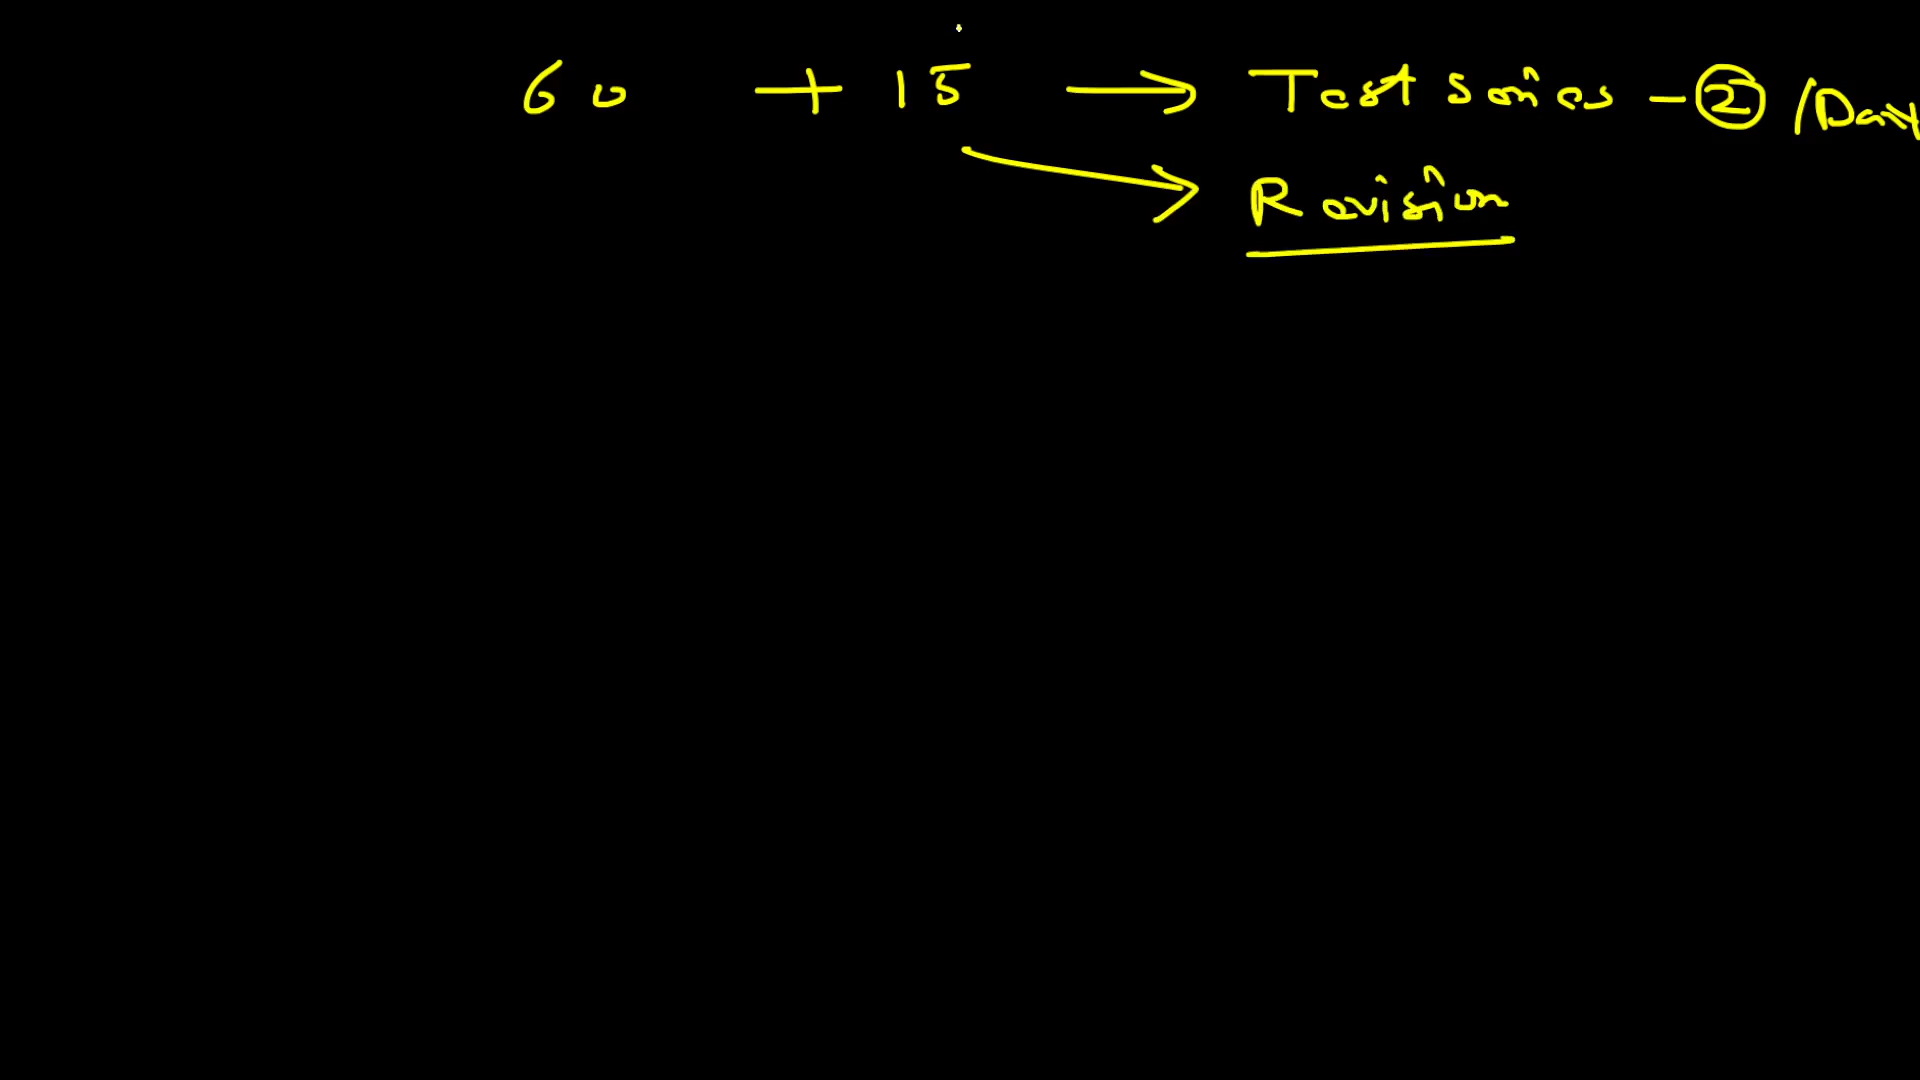 60 + 15 → Test Series - ② /Day
→ Revision